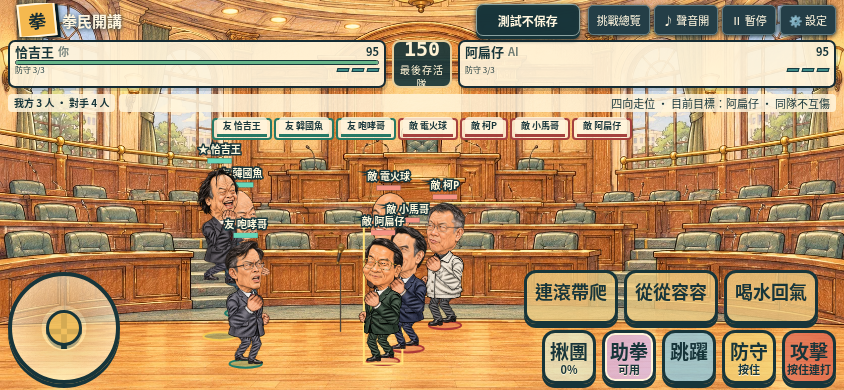 拳 拳民開講
測試不保存
挑戰總覽
♪ 聲音開
II 暫停
⚙️ 設定
恰吉王 你 95
防守 3/3
150
最後存活
隊
阿扁仔 AI 95
防守 3/3
我方 3 人 · 對手 4 人
四向走位 · 目前目標：阿扁仔 · 同隊不互傷
友 恰吉王
友 韓國魚
友 咆哮哥
敵 電火球
敵 柯P
敵 小馬哥
敵 阿扁仔
★恰吉王
韓國魚
友 咆哮哥
敵 電火球
敵 柯P
敵 小馬哥
敵 阿扁仔
連滾帶爬
從從容容
喝水回氣
揪團
0%
助拳
可用
跳躍
防守
按住
攻擊
按住連打